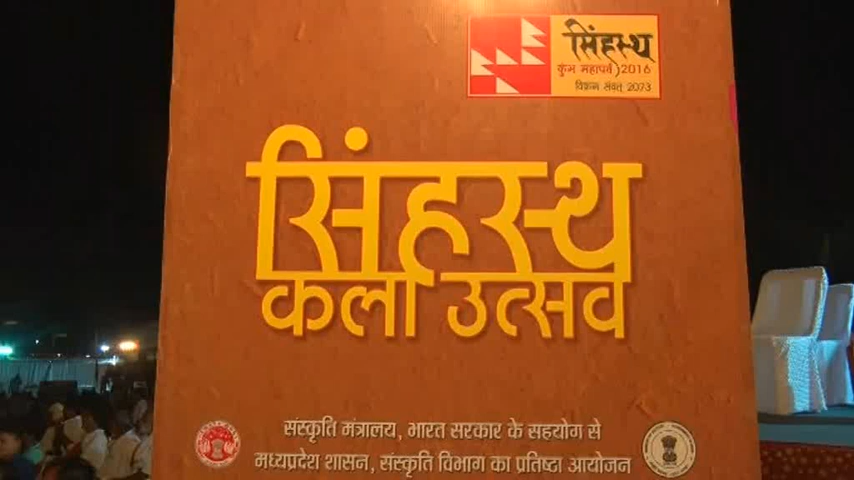 सिंहस्थ
कुंभ महापर्व 2016
विक्रम संवत् 2073
सिंहस्थ
कला उत्सव
संस्कृति मंत्रालय, भारत सरकार के सहयोग से
मध्यप्रदेश शासन, संस्कृति विभाग का प्रतिष्ठा आयोजन